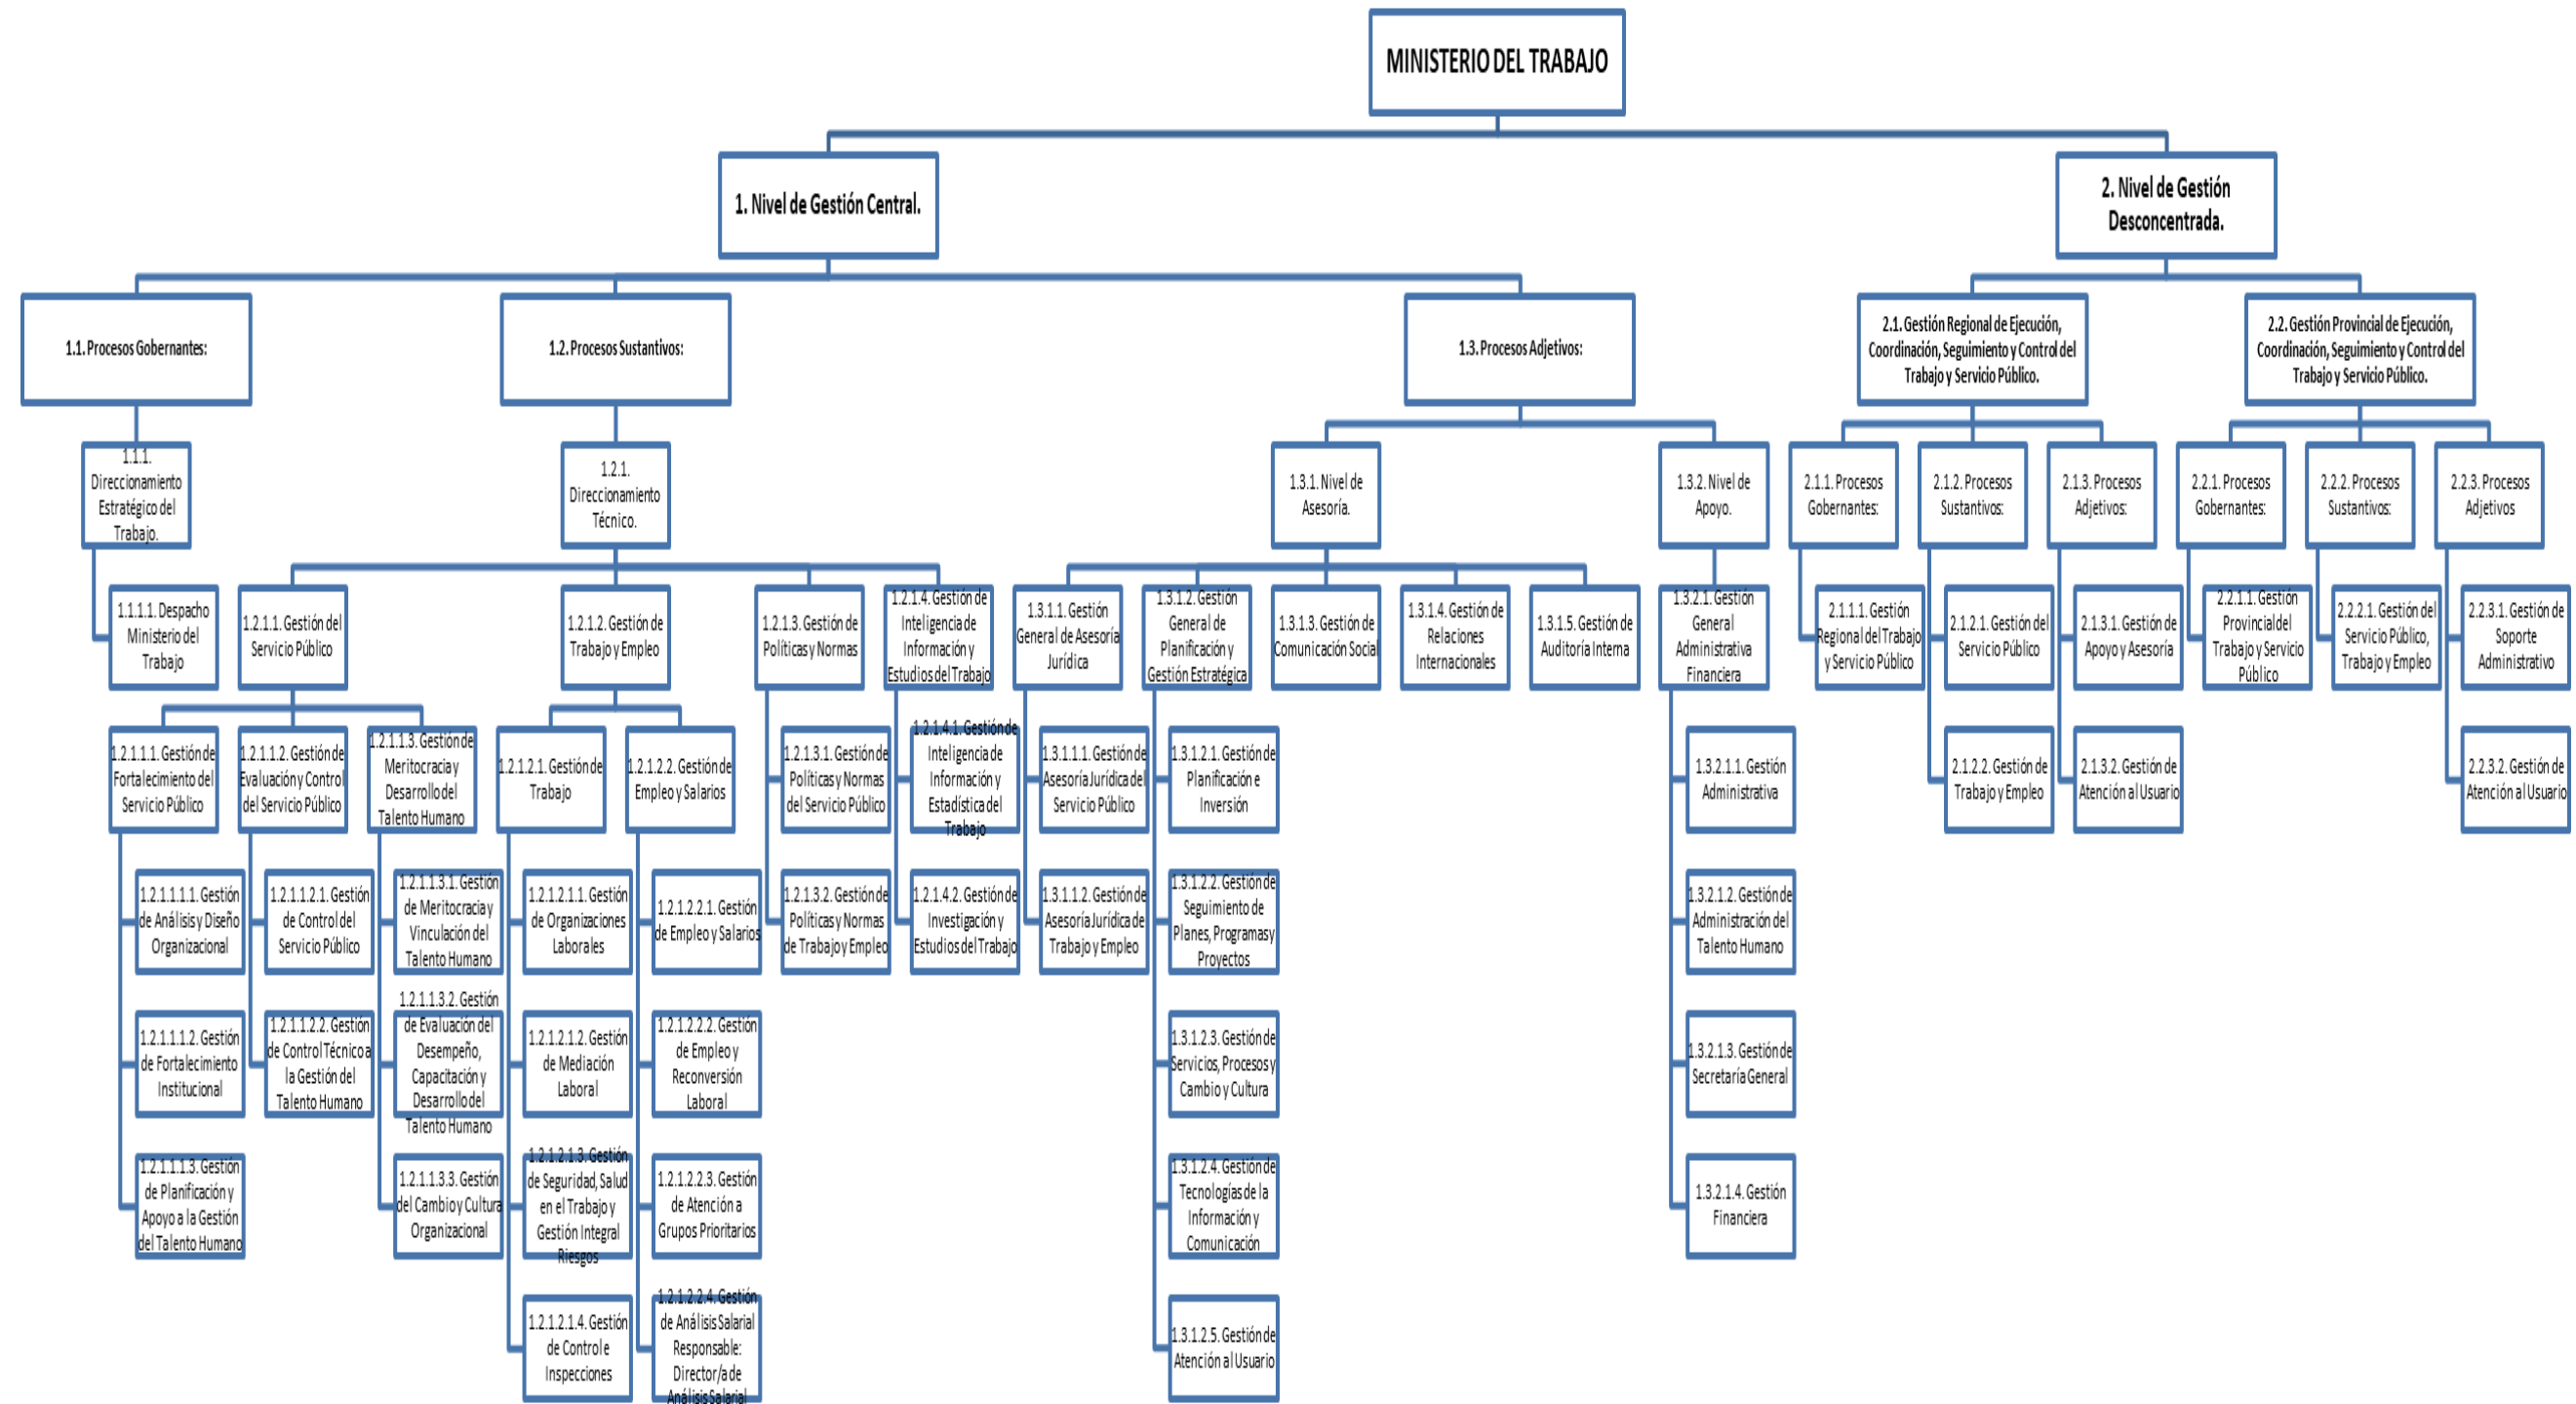 MINISTERIO DEL TRABAJO
1. Nivel de Gestión Central.
2. Nivel de Gestión
Desconcentrada.
1.1. Procesos Gobernantes:
1.2. Procesos Sustantivos:
1.3. Procesos Adjetivos:
2.1. Gestión Regional de Ejecución,
Coordinación, Seguimiento y Control del
Trabajo y Servicio Público.
2.2. Gestión Provincial de Ejecución,
Coordinación, Seguimiento y Control del
Trabajo y Servicio Público.
1.1.1.
Direccionamiento
Estratégico del
Trabajo.
1.2.1.
Direccionamiento
Técnico.
1.3.1. Nivel de
Asesoría.
1.3.2. Nivel de
Apoyo.
2.1.1. Procesos
Gobernantes:
2.1.2. Procesos
Sustantivos:
2.1.3. Procesos
Adjetivos:
2.2.1. Procesos
Gobernantes:
2.2.2. Procesos
Sustantivos:
2.2.3. Procesos
Adjetivos
1.1.1.1. Despacho
Ministerio del
Trabajo
1.2.1.1. Gestión del
Servicio Público
1.2.1.2. Gestión de
Trabajo y Empleo
1.2.1.3. Gestión de
Políticas y Normas
1.2.1.4. Gestión de
Inteligencia de
Información y
Estudios del Trabajo
1.3.1.1. Gestión
General de Asesoría
Jurídica
1.3.1.2. Gestión
General de
Planificación y
Gestión Estratégica
1.3.1.3. Gestión de
Comunicación Social
1.3.1.4. Gestión de
Relaciones
Internacionales
1.3.1.5. Gestión de
Auditoría Interna
1.3.2.1. Gestión
General
Administrativa
Financiera
2.1.1.1. Gestión
Regional del Trabajo
y Servicio Público
2.1.2.1. Gestión del
Servicio Público
2.1.3.1. Gestión de
Apoyo y Asesoría
2.2.1.1. Gestión
Provincial del
Trabajo y Servicio
Público
2.2.2.1. Gestión del
Servicio Público,
Trabajo y Empleo
2.2.3.1. Gestión de
Soporte
Administrativo
1.2.1.1.1. Gestión de
Fortalecimiento del
Servicio Público
1.2.1.1.2. Gestión de
Evaluación y Control
del Servicio Público
1.2.1.1.3. Gestión de
Meritocracia y
Desarrollo del
Talento Humano
1.2.1.2.1. Gestión de
Trabajo
1.2.1.2.2. Gestión de
Empleo y Salarios
1.2.1.3.1. Gestión de
Políticas y Normas
del Servicio Público
1.2.1.4.1. Gestión de
Inteligencia de
Información y
Estadística del
Trabajo
1.3.1.1.1. Gestión de
Asesoría Jurídica del
Servicio Público
1.3.1.2.1. Gestión de
Planificación e
Inversión
1.3.2.1.1. Gestión
Administrativa
2.1.2.2. Gestión de
Trabajo y Empleo
2.1.3.2. Gestión de
Atención al Usuario
2.2.3.2. Gestión de
Atención al Usuario
1.2.1.1.1.1. Gestión
de Análisis y Diseño
Organizacional
1.2.1.1.2.1. Gestión
de Control del
Servicio Público
1.2.1.1.3.1. Gestión
de Meritocracia y
Vinculación del
Talento Humano
1.2.1.2.1.1. Gestión
de Organizaciones
Laborales
1.2.1.2.2.1. Gestión
de Empleo y Salarios
1.2.1.3.2. Gestión de
Políticas y Normas
de Trabajo y Empleo
1.2.1.4.2. Gestión de
Investigación y
Estudios del Trabajo
1.3.1.1.2. Gestión de
Asesoría Jurídica de
Trabajo y Empleo
1.3.1.2.2. Gestión de
Seguimiento de
Planes, Programas y
Proyectos
1.3.2.1.2. Gestión de
Administración del
Talento Humano
1.2.1.1.1.2. Gestión
de Fortalecimiento
Institucional
1.2.1.1.2.2. Gestión
de Control Técnico a
la Gestión del
Talento Humano
1.2.1.1.3.2. Gestión
de Evaluación del
Desempeño,
Capacitación y
Desarrollo del
Talento Humano
1.2.1.2.1.2. Gestión
de Mediación
Laboral
1.2.1.2.2.2. Gestión
de Empleo y
Reconversión
Laboral
1.3.1.2.3. Gestión de
Servicios, Procesos y
Cambio y Cultura
1.3.2.1.3. Gestión de
Secretaría General
1.2.1.1.1.3. Gestión
de Planificación y
Apoyo a la Gestión
del Talento Humano
1.2.1.1.3.3. Gestión
del Cambio y Cultura
Organizacional
1.2.1.2.1.3. Gestión
de Seguridad, Salud
en el Trabajo y
Gestión Integral
Riesgos
1.2.1.2.2.3. Gestión
de Atención a
Grupos Prioritarios
1.3.1.2.4. Gestión de
Tecnologías de la
Información y
Comunicación
1.3.2.1.4. Gestión
Financiera
1.2.1.2.1.4. Gestión
de Control e
Inspecciones
1.2.1.2.2.4. Gestión
de Análisis Salarial
Responsable:
Director/a de
Análisis Salarial
1.3.1.2.5. Gestión de
Atención al Usuario